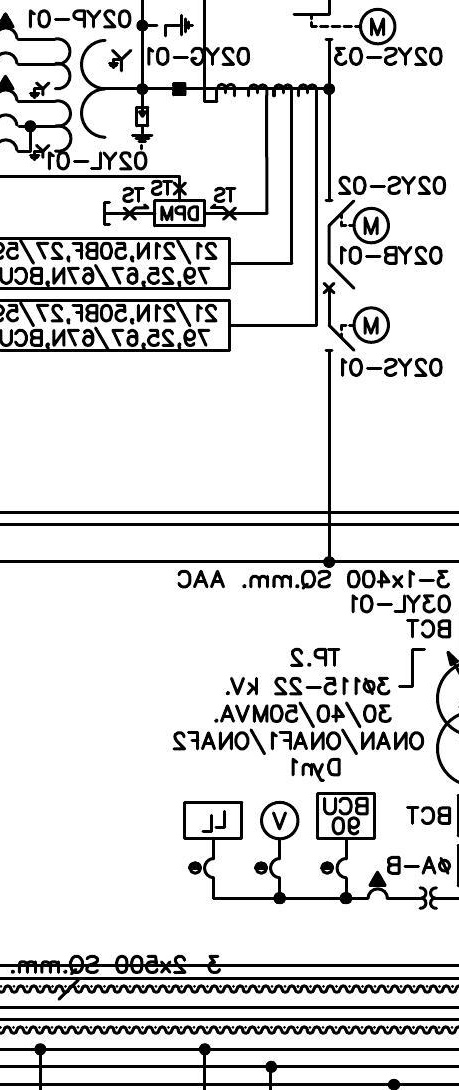 02YP-01
M
02YG-01
02YS-03
02YL-01
02YS-02
TS
TS
TS
DPM
M
02YB-01
21/21N,50BF,27/59
79,25,67/67N,BCU
21/21N,50BF,27/59
79,25,67/67N,BCU
M
02YS-01
3-1x400 SQ.mm. AAC
03YL-01
BCT
TP.2
3ø115-22 kV.
30/40/50MVA.
ONAN/ONAF1/ONAF2
Dyn1
LL
V
BCU
90
BCT
øA-B
3 2x500 SQ.mm.